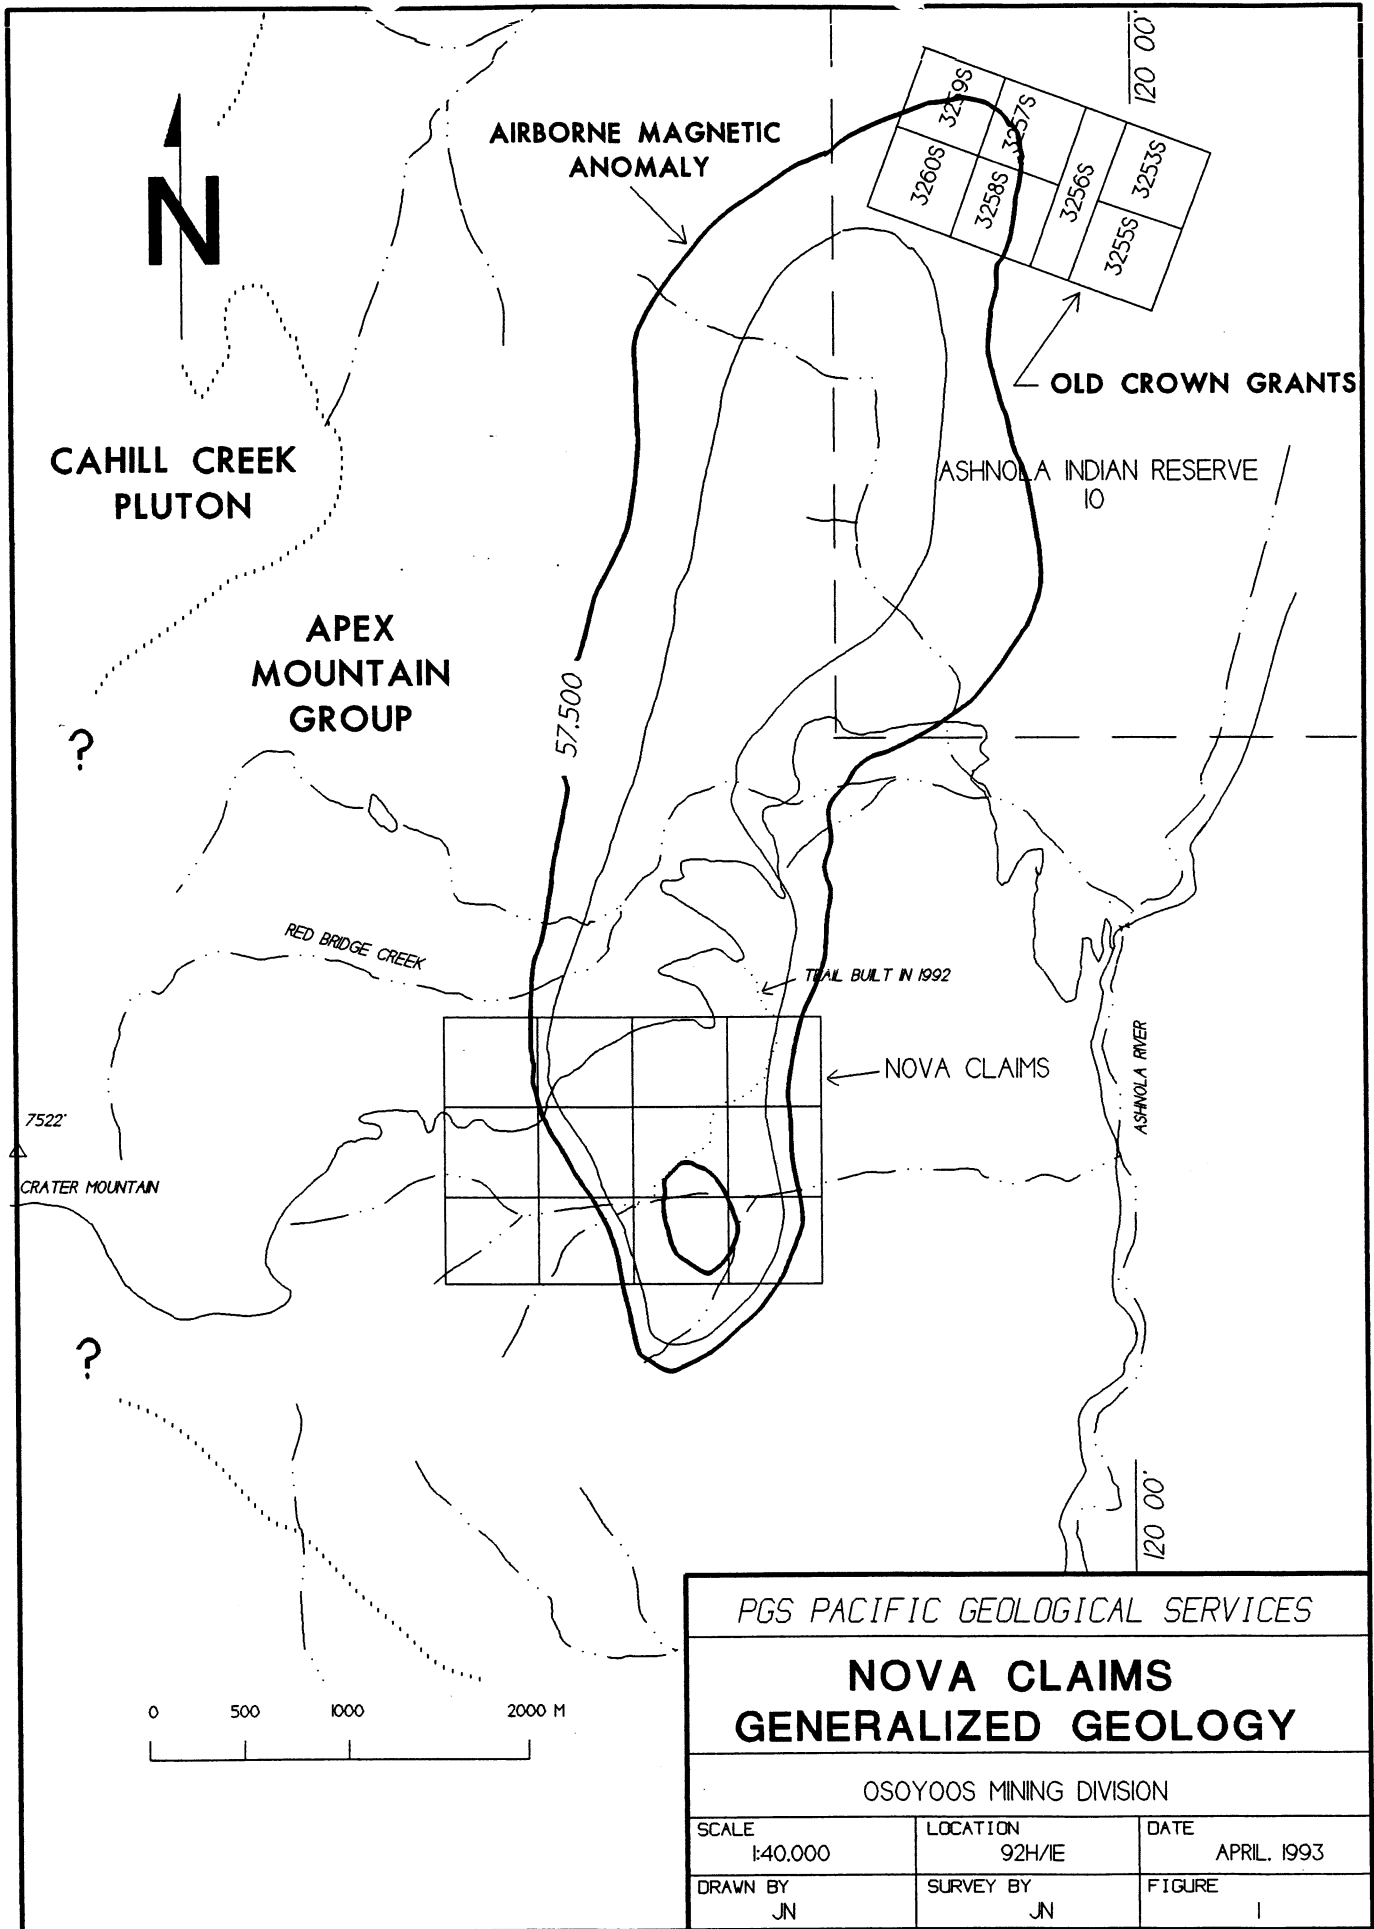 120 00'
3259S
3257S
3260S
3258S
3256S
3253S
3255S
AIRBORNE MAGNETIC
ANOMALY
N
OLD CROWN GRANTS
CAHILL CREEK
PLUTON
ASHNOLA INDIAN RESERVE
10
APEX
MOUNTAIN
GROUP
57.500
?
RED BRIDGE CREEK
TRAIL BUILT IN 1992
NOVA CLAIMS
ASHNOLA RIVER
7522'
CRATER MOUNTAIN
?
120 00'
0 500 1000 2000 M
PGS PACIFIC GEOLOGICAL SERVICES
NOVA CLAIMS
GENERALIZED GEOLOGY
OSOYOOS MINING DIVISION
SCALE
1:40.000
LOCATION
92H/1E
DATE
APRIL. 1993
DRAWN BY
JN
SURVEY BY
JN
FIGURE
1